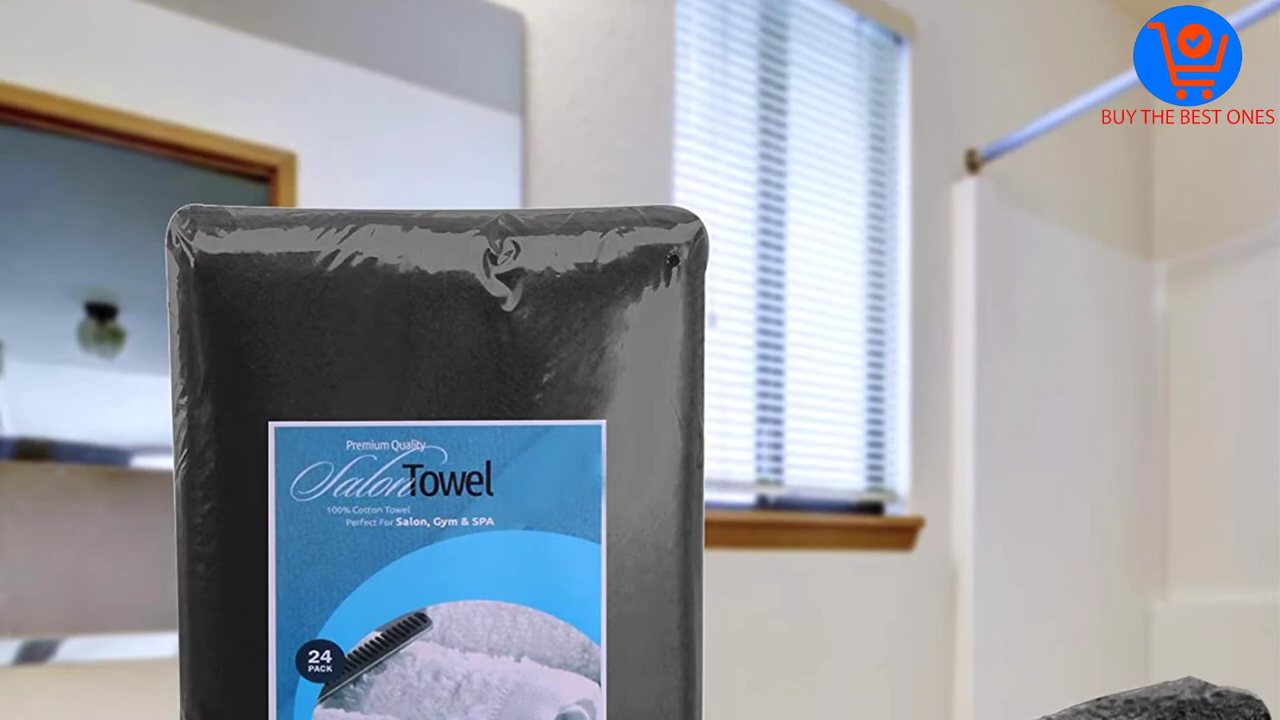 BUY THE BEST ONES
Premium Quality
Salon Towel
100% Cotton Towel
Perfect For Salon, Gym & SPA
24
PACK